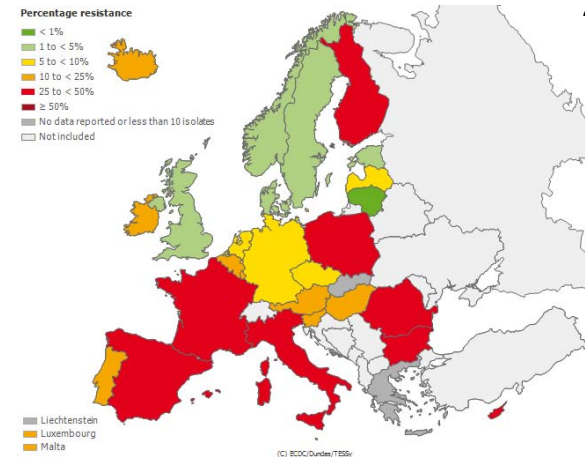 Percentage resistance
< 1%
1 to < 5%
5 to < 10%
10 to < 25%
25 to < 50%
≥ 50%
No data reported or less than 10 isolates
Not included
Liechtenstein
Luxembourg
Malta
(C) ECDC/Dundas/TESSy